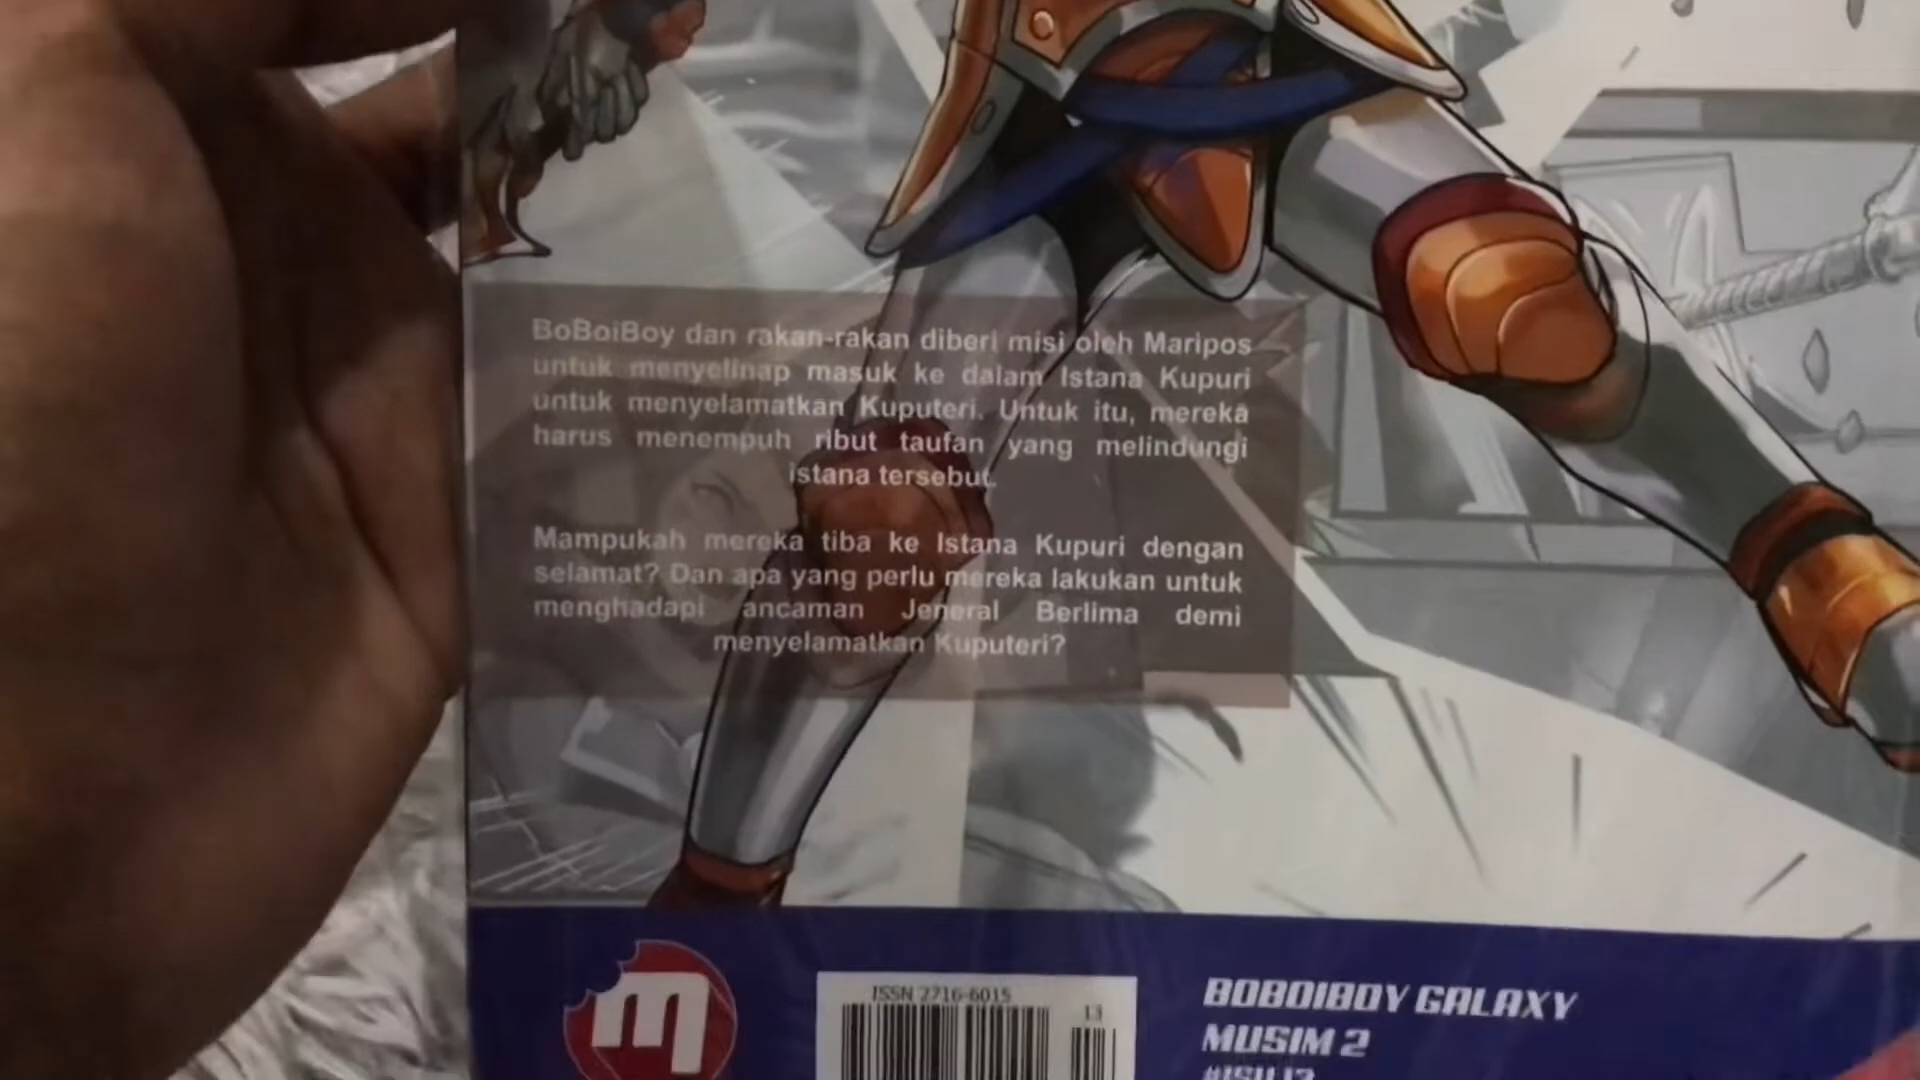 BoBoiBoy dan rakan-rakan diberi misi oleh Maripos
untuk menyelinap masuk ke dalam Istana Kupuri
untuk menyelamatkan Kuputeri. Untuk itu, mereka
harus menempuh ribut taufan yang melindungi
istana tersebut.
Mampukah mereka tiba ke Istana Kupuri dengan
selamat? Dan apa yang perlu mereka lakukan untuk
menghadapi ancaman Jeneral Berlima demi
menyelamatkan Kuputeri?
m
ISSN 2716-6015
13
BOBOIBOY GALAXY
MUSIM 2
#ISU 13